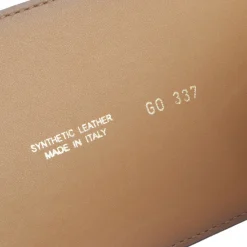 SYNTHETIC LEATHER
MADE IN ITALY
GO 337